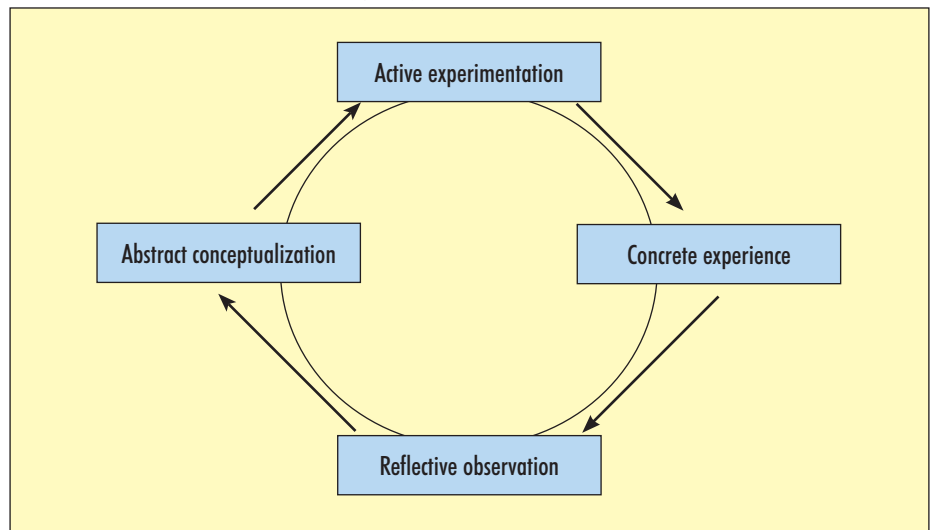 Active experimentation
Abstract conceptualization
Concrete experience
Reflective observation